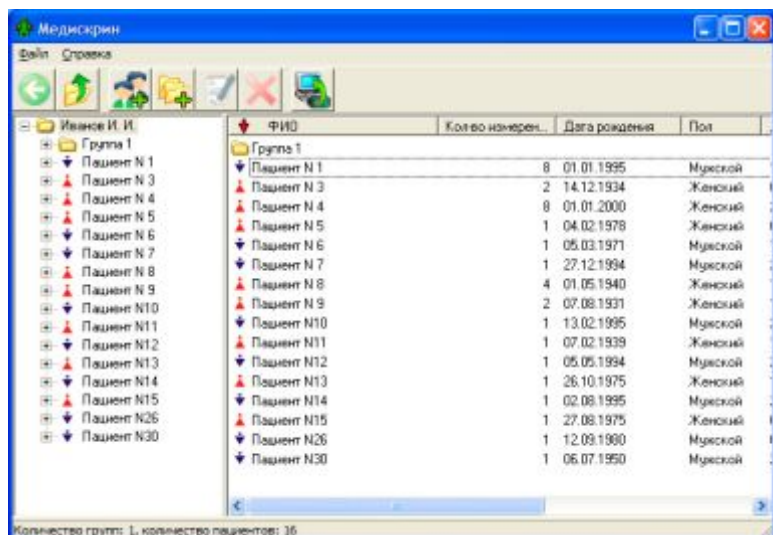 Медискрин
Файл Справка
Иванов И. И.
Группа 1
Пациент N 1
Пациент N 3
Пациент N 4
Пациент N 5
Пациент N 6
Пациент N 7
Пациент N 8
Пациент N 9
Пациент N10
Пациент N11
Пациент N12
Пациент N13
Пациент N14
Пациент N15
Пациент N26
Пациент N30
ФИО Кол-во измерен... Дата рождения Пол
Группа 1
Пациент N 1 8 01.01.1995 Мужской
Пациент N 3 2 14.12.1934 Женский
Пациент N 4 8 01.01.2000 Женский
Пациент N 5 1 04.02.1978 Женский
Пациент N 6 1 05.03.1971 Мужской
Пациент N 7 1 27.12.1994 Мужской
Пациент N 8 4 01.05.1940 Женский
Пациент N 9 2 07.08.1931 Женский
Пациент N10 1 13.02.1995 Мужской
Пациент N11 1 07.02.1939 Женский
Пациент N12 1 05.05.1994 Мужской
Пациент N13 1 26.10.1975 Женский
Пациент N14 1 02.08.1995 Мужской
Пациент N15 1 27.08.1975 Женский
Пациент N26 1 12.09.1980 Мужской
Пациент N30 1 06.07.1950 Мужской
Количество групп: 1, количество пациентов: 16